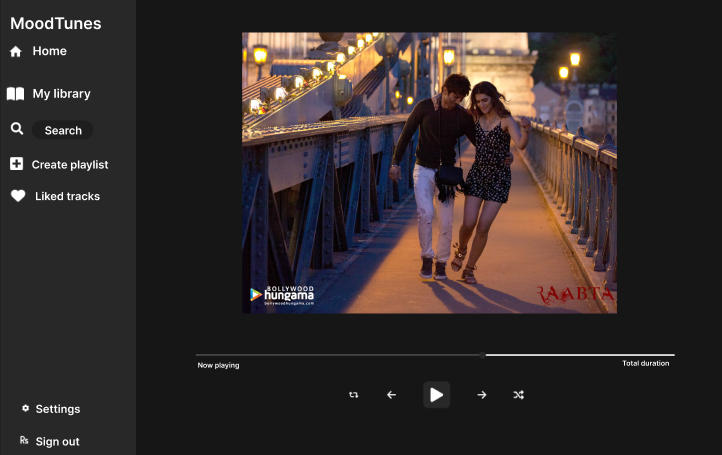 MoodTunes
Home
My library
Search
Create playlist
Liked tracks
BOLLYWOOD
hungama
bollywoodhungama.com
RAABTA
Now playing
Total duration
Settings
Rs
Sign out